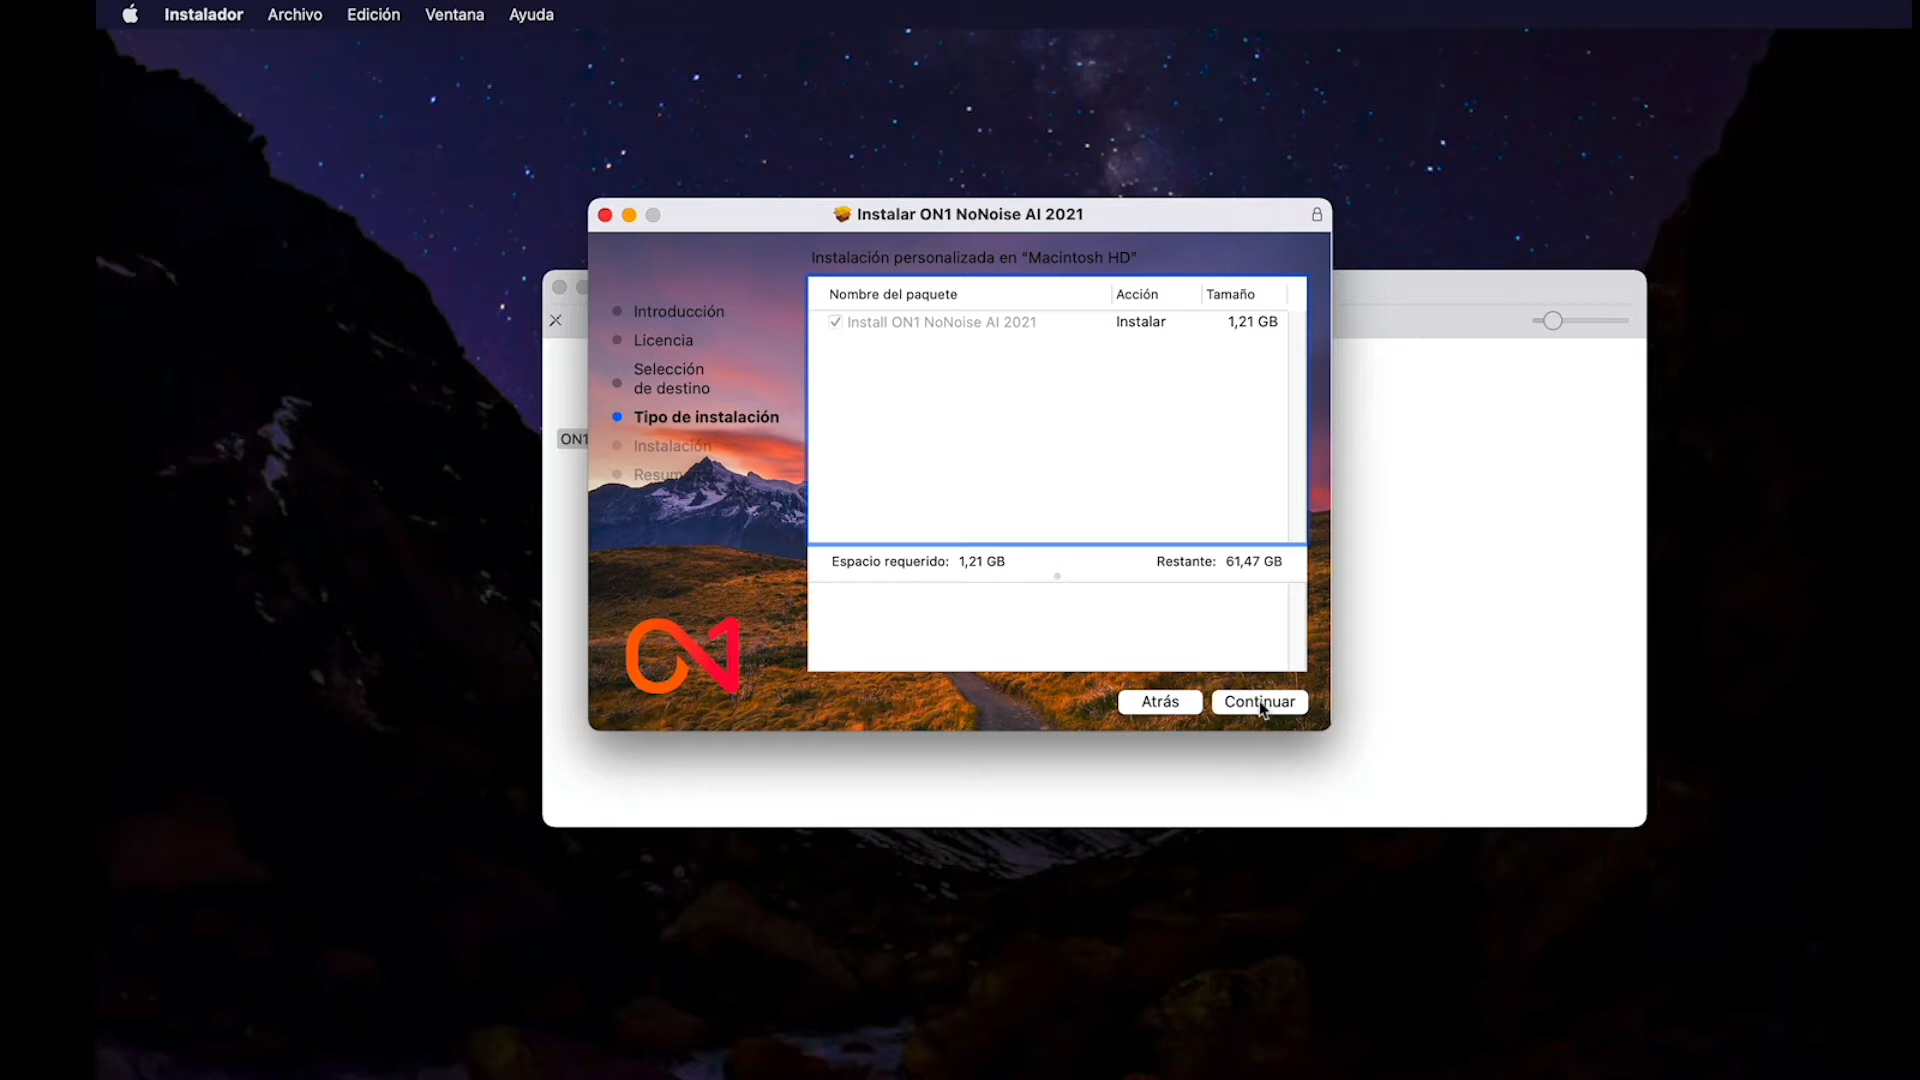 Instalador Archivo Edición Ventana Ayuda
Instalar ON1 NoNoise AI 2021
Instalación personalizada en “Macintosh HD”
Introducción
Licencia
Selección
de destino
Tipo de instalación
Instalación
Resumen
Nombre del paquete Acción Tamaño
Install ON1 NoNoise AI 2021 Instalar 1,21 GB
Espacio requerido: 1,21 GB Restante: 61,47 GB
ON1
Atrás Continuar